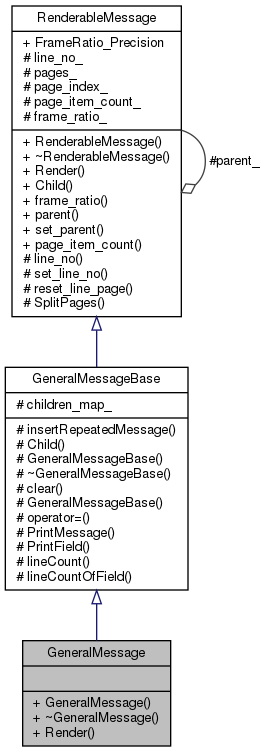 RenderableMessage
+ FrameRatio_Precision
# line_no_
# pages_
# page_index_
# page_item_count_
# frame_ratio_
+ RenderableMessage()
+ ~RenderableMessage()
+ Render()
+ Child()
+ frame_ratio()
+ parent()
+ set_parent()
+ page_item_count()
# line_no()
# set_line_no()
# reset_line_page()
# SplitPages()
#parent_
GeneralMessageBase
# children_map_
# insertRepeatedMessage()
# Child()
# GeneralMessageBase()
# ~GeneralMessageBase()
# clear()
# GeneralMessageBase()
# operator=()
# PrintMessage()
# PrintField()
# lineCount()
# lineCountOfField()
GeneralMessage
+ GeneralMessage()
+ ~GeneralMessage()
+ Render()